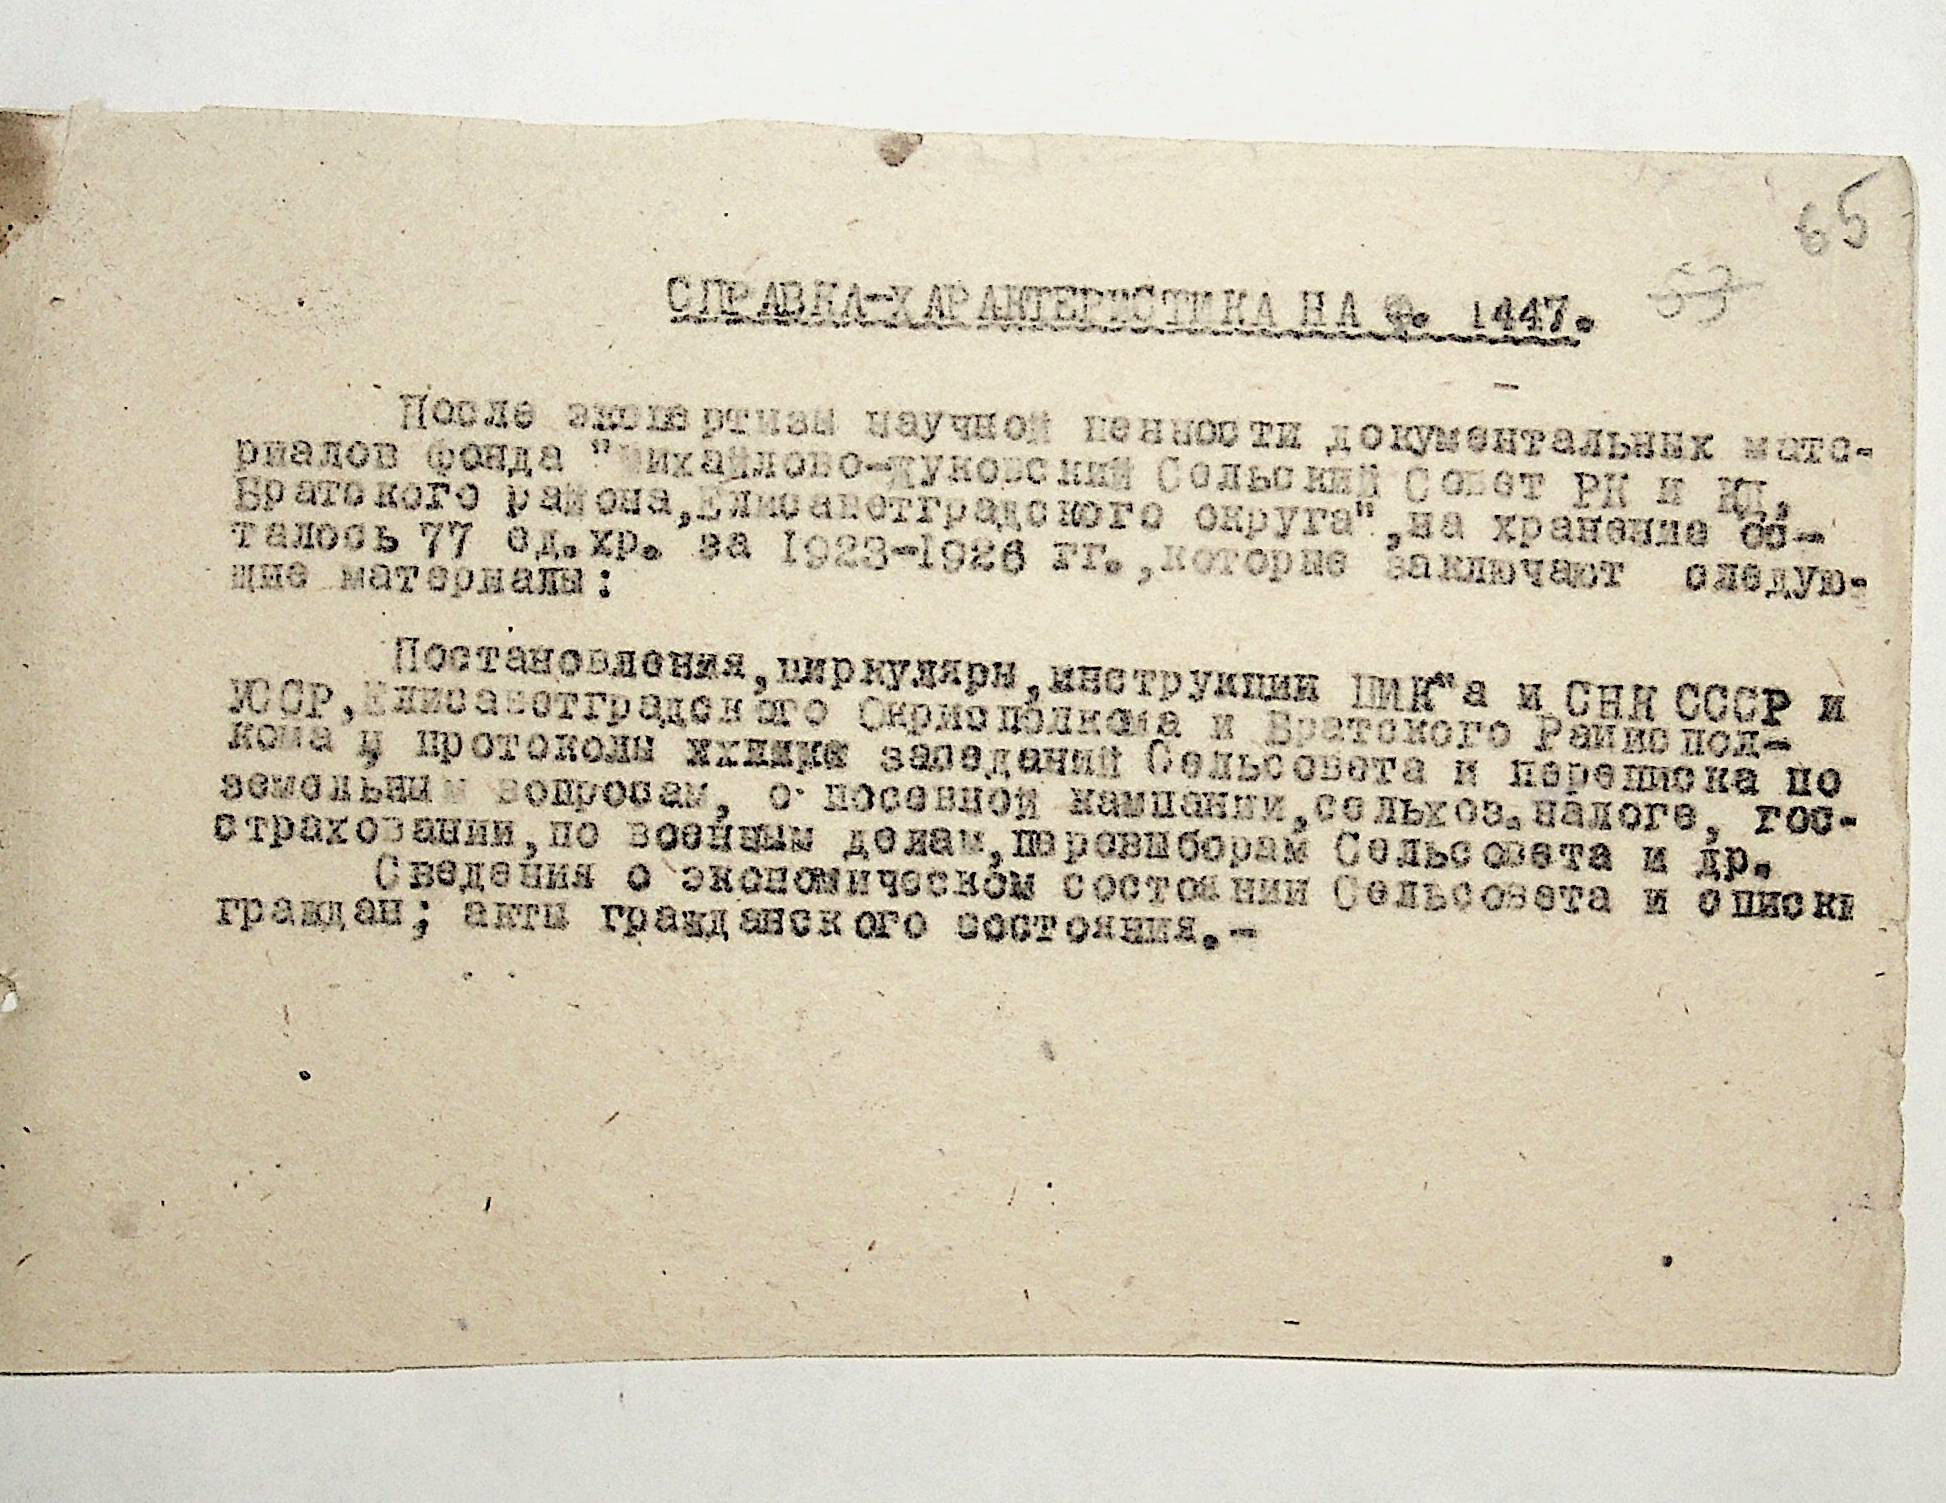 65
53
СПРАВКА-ХАРАКТЕРИСТИКА НА Ф. 1447.
После экспертизы научной ценности документальных мате-
риалов фонда "Михайлово-Луковский Сельский Совет РК и КД,
Братского района,Елисаветградского округа",на хранение ос-
талось 77 ед.хр. за 1923-1926 гг.,которые заключают следую-
щие материалы:
Постановления,циркуляры,инструкции ЦИК"а и СНК СССР и
УССР,Елисаветградского Окрисполкома и Братского Райиспол-
кома ; протоколы заседаний Сельсовета и переписка по
земельным вопросам, о посевной кампании,сельхоз.налоге, гос-
страховании,по военным делам,перевыборам Сельсовета и др.
Сведения о экономическом состоянии Сельсовета и списки
граждан; акты гражданского состояния.-